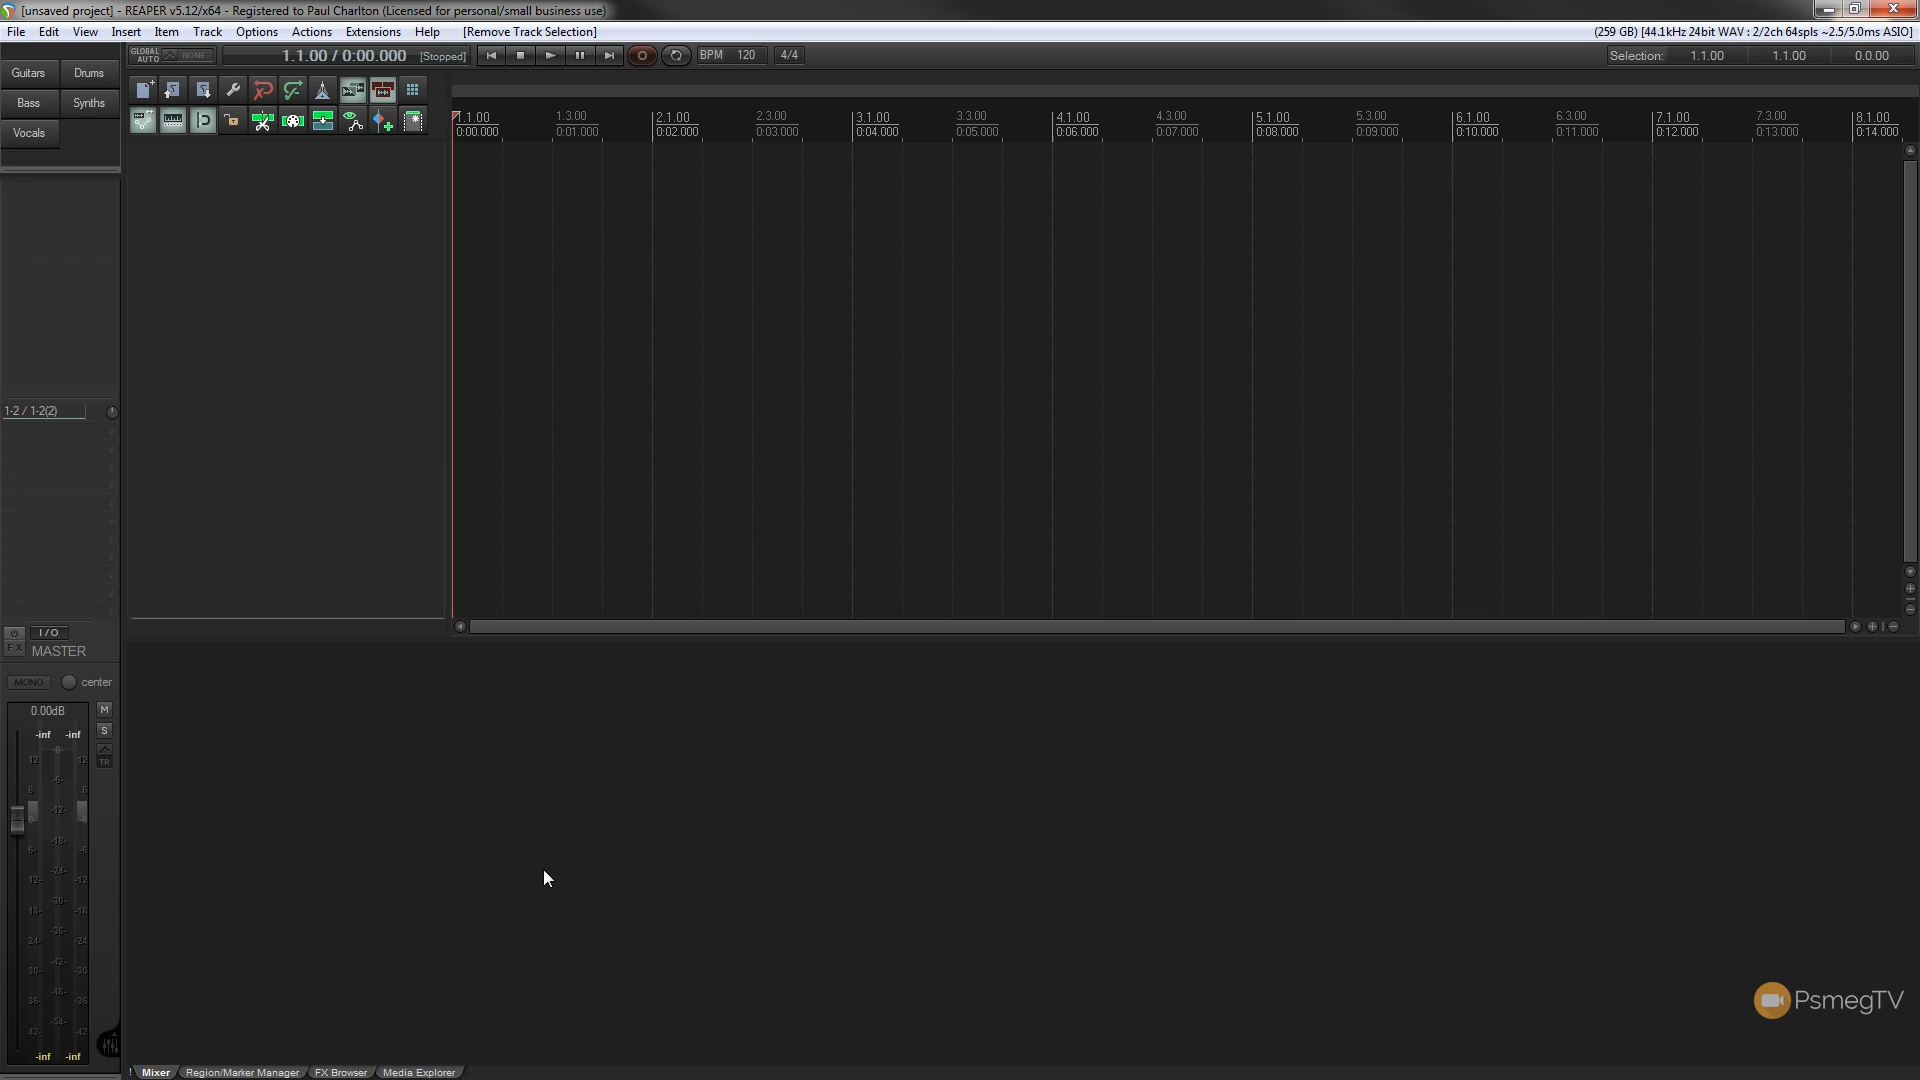 [unsaved project] - REAPER v5.12/x64 - Registered to Paul Charlton (Licensed for personal/small business use)
File Edit View Insert Item Track Options Actions Extensions Help [Remove Track Selection]
(259 GB) [44.1kHz 24bit WAV : 2/2ch 64spls ~2.5/5.0ms ASIO]
Guitars Drums
Bass Synths
Vocals
GLOBAL AUTO NONE
1.1.00 / 0:00.000 [Stopped]
BPM 120 4/4
Selection: 1.1.00 1.1.00 0.0.00
1.1.00 1.3.00 2.1.00 2.3.00 3.1.00 3.3.00 4.1.00 4.3.00 5.1.00 5.3.00 6.1.00 6.3.00 7.1.00 7.3.00 8.1.00
0:00.000 0:01.000 0:02.000 0:03.000 0:04.000 0:05.000 0:06.000 0:07.000 0:08.000 0:09.000 0:10.000 0:11.000 0:12.000 0:13.000 0:14.000
1-2 / 1-2(2)
I/O
FX MASTER
MONO center
0.00dB M
-inf -inf S
TR
12 -0- 12
6 -6- 6
0- -12- -0
6- -18- -6
12- -24- -12
18- -30- -18
24- -36- -24
30- -42- -30
36- -48- -36
42- -54- -42
-inf -inf
PsmegTV
! Mixer Region/Marker Manager FX Browser Media Explorer